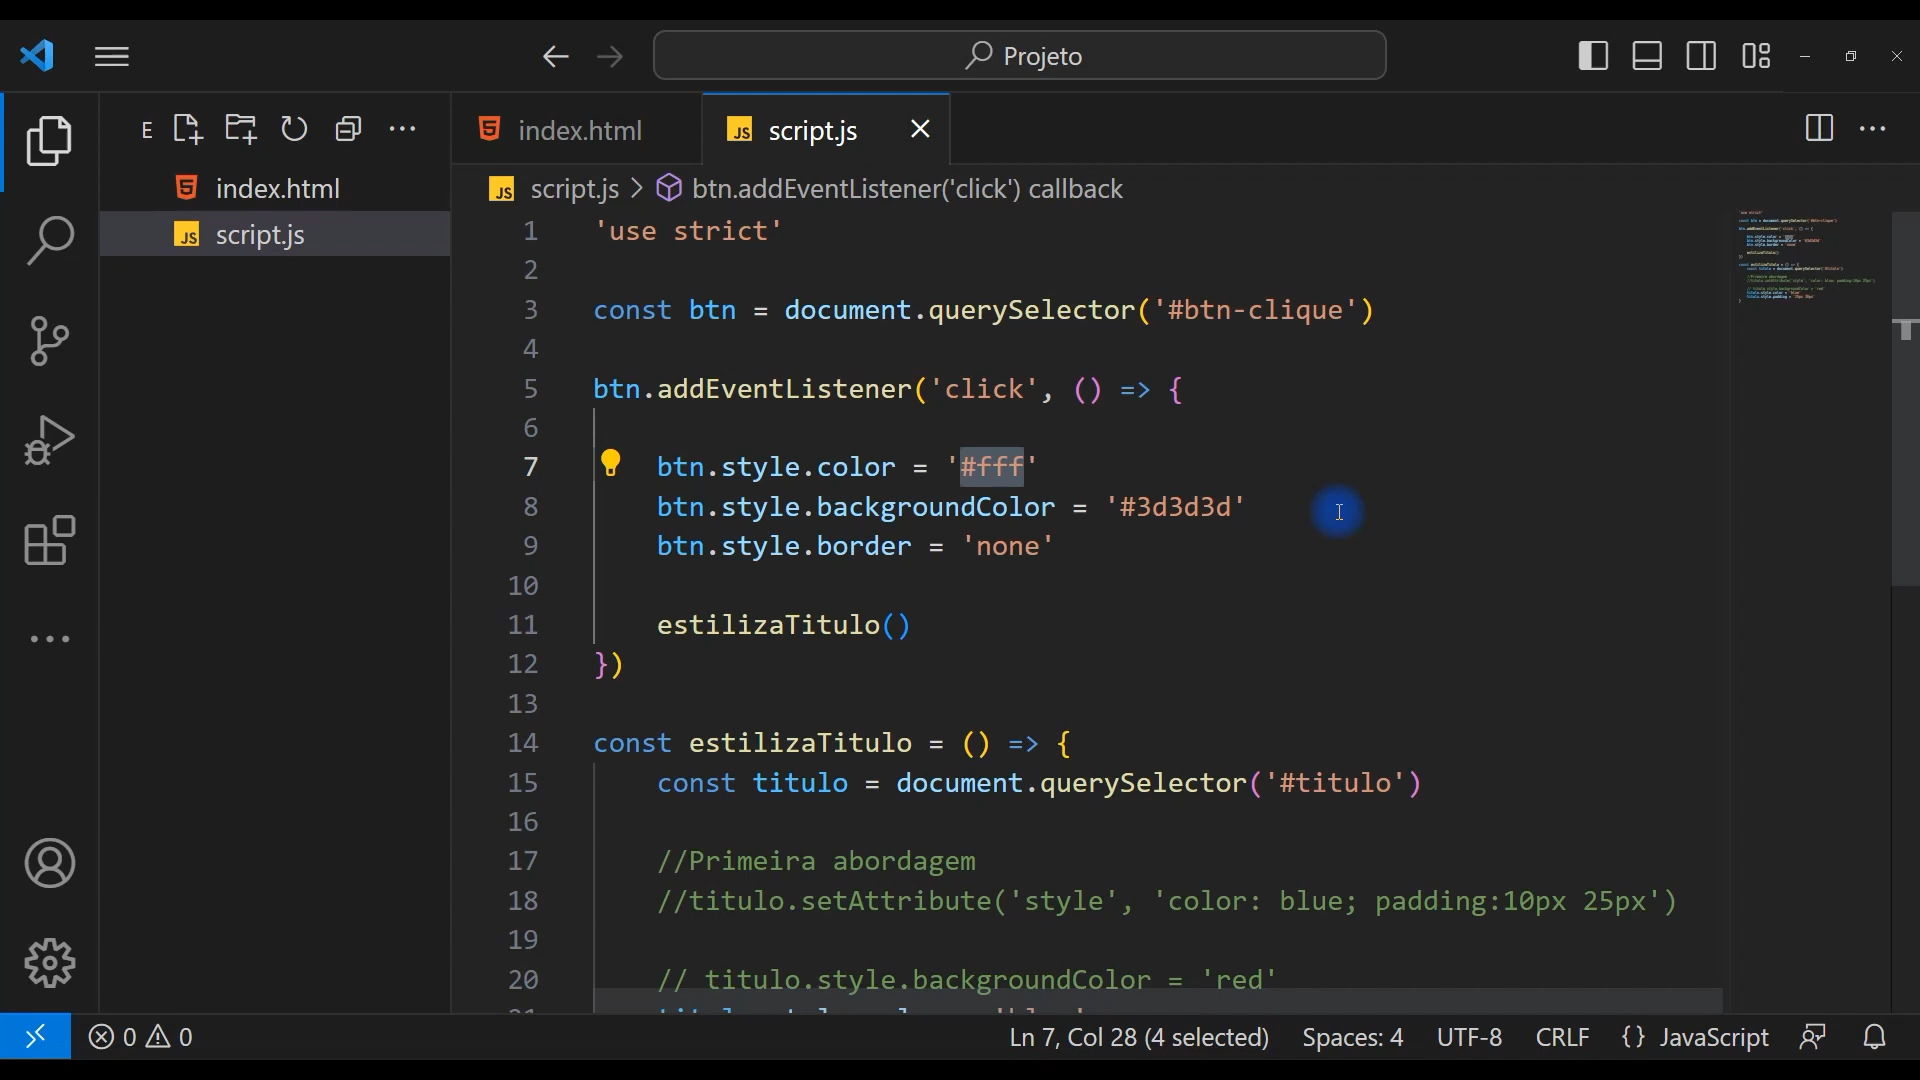 Projeto
E
index.html
script.js
index.html
script.js
script.js > btn.addEventListener('click') callback
1 'use strict'
2
3 const btn = document.querySelector('#btn-clique')
4
5 btn.addEventListener('click', () => {
6
7 btn.style.color = '#fff'
8 btn.style.backgroundColor = '#3d3d3d'
9 btn.style.border = 'none'
10
11 estilizaTitulo()
12 })
13
14 const estilizaTitulo = () => {
15 const titulo = document.querySelector('#titulo')
16
17 //Primeira abordagem
18 //titulo.setAttribute('style', 'color: blue; padding:10px 25px')
19
20 // titulo.style.backgroundColor = 'red'
0 0 Ln 7, Col 28 (4 selected) Spaces: 4 UTF-8 CRLF {} JavaScript